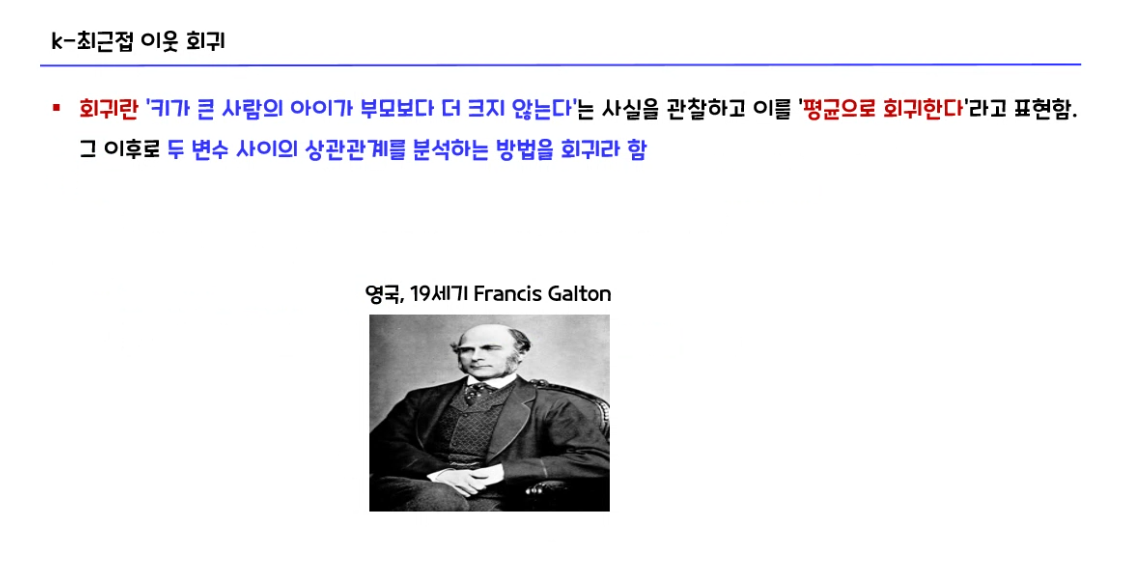 k-최근접 이웃 회귀
▪ 회귀란 '키가 큰 사람의 아이가 부모보다 더 크지 않는다'는 사실을 관찰하고 이를 '평균으로 회귀한다'라고 표현함.
그 이후로 두 변수 사이의 상관관계를 분석하는 방법을 회귀라 함
영국, 19세기 Francis Galton